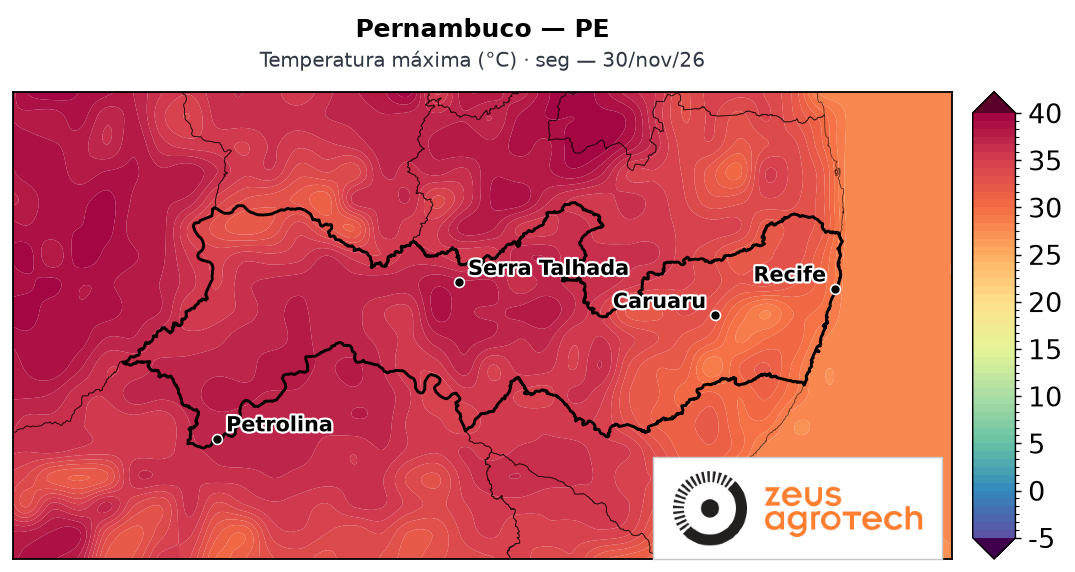 Pernambuco — PE
Temperatura máxima (°C) · seg — 30/nov/26
40
35
30
25
20
15
10
5
0
-5
Serra Talhada
Recife
Caruaru
Petrolina
zeus
agrotech